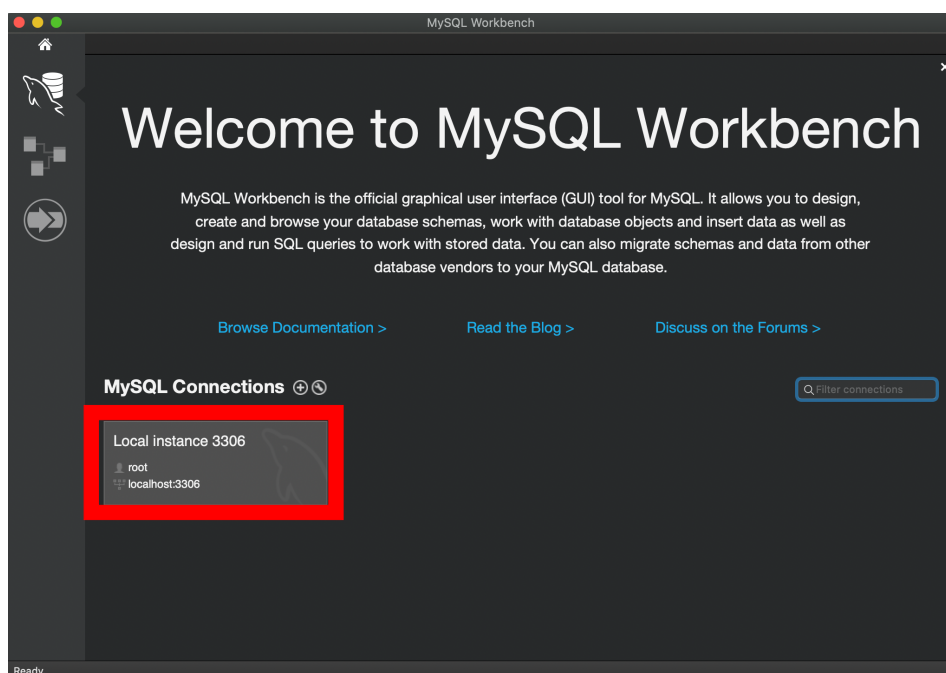 MySQL Workbench
Welcome to MySQL Workbench
MySQL Workbench is the official graphical user interface (GUI) tool for MySQL. It allows you to design,
create and browse your database schemas, work with database objects and insert data as well as
design and run SQL queries to work with stored data. You can also migrate schemas and data from other
database vendors to your MySQL database.
Browse Documentation > Read the Blog > Discuss on the Forums >
MySQL Connections Filter connections
Local instance 3306
root
localhost:3306
Ready